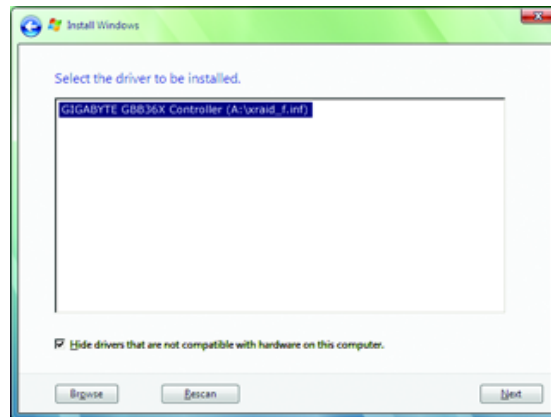 Install Windows
Select the driver to be installed.
GIGABYTE GBB36X Controller (A:\xraid_f.inf)
Hide drivers that are not compatible with hardware on this computer.
Browse
Rescan
Next